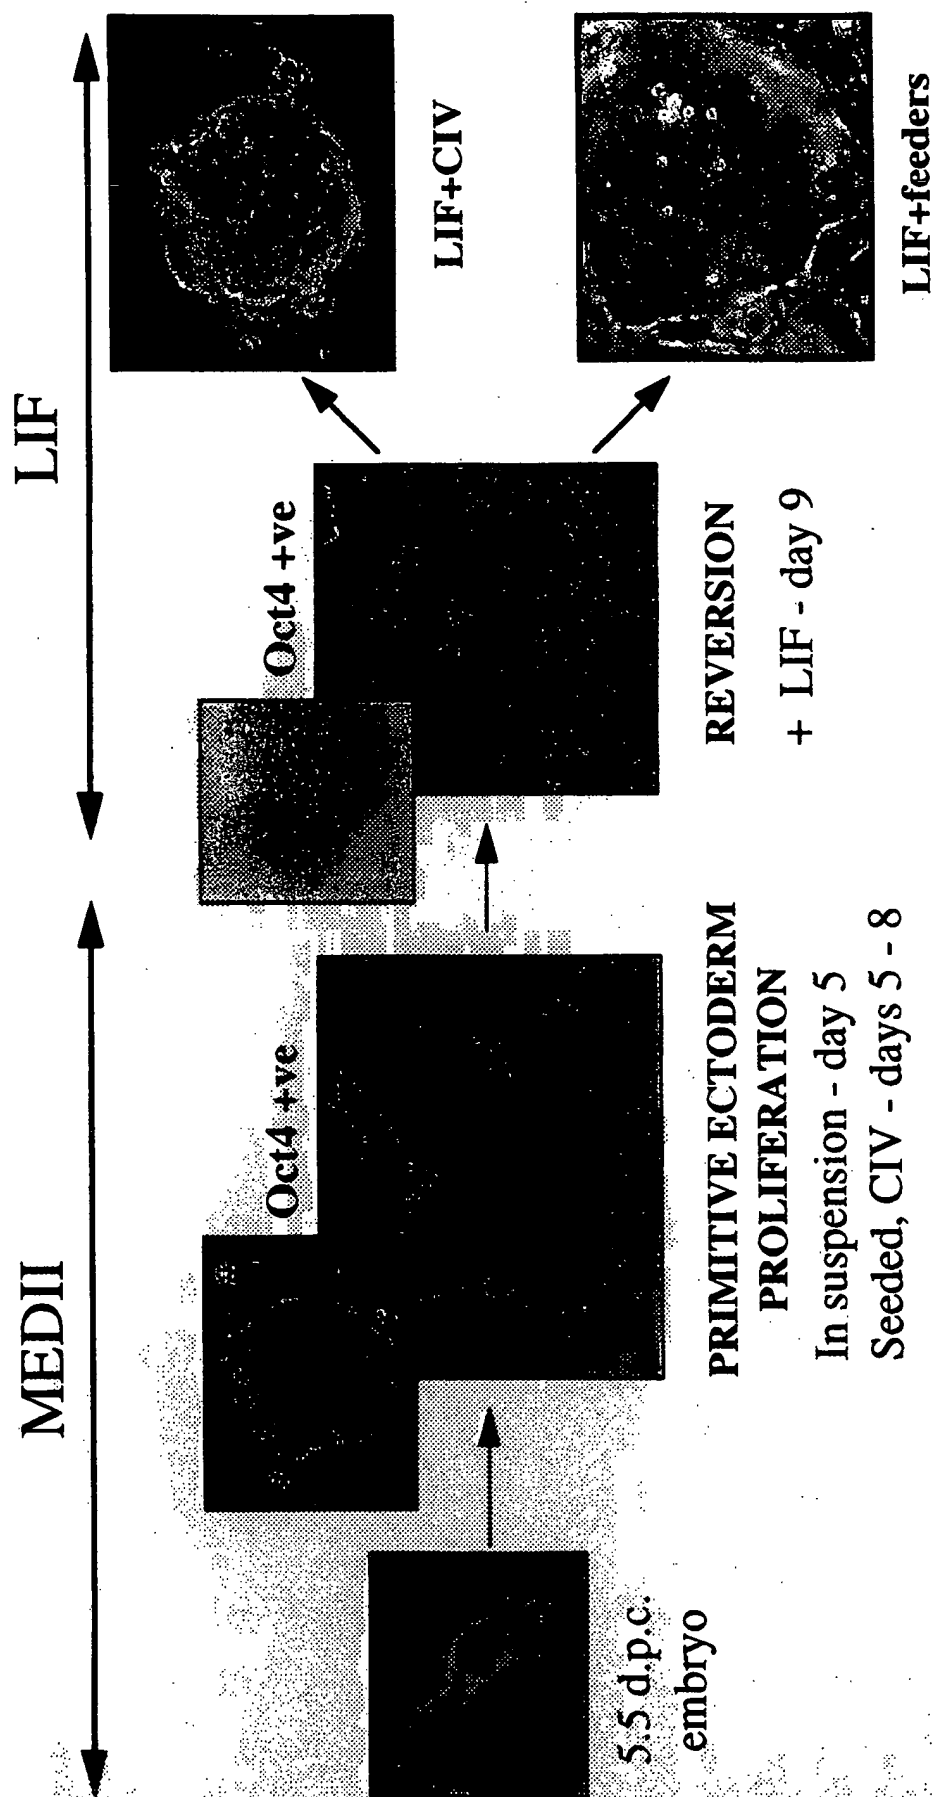 MEDII
LIF
5.5 d.p.c.
embryo
Oct4 +ve
PRIMITIVE ECTODERM
PROLIFERATION
In suspension - day 5
Seeded, CIV - days 5 - 8
Oct4 +ve
REVERSION
+ LIF - day 9
LIF+CIV
LIF+feeders